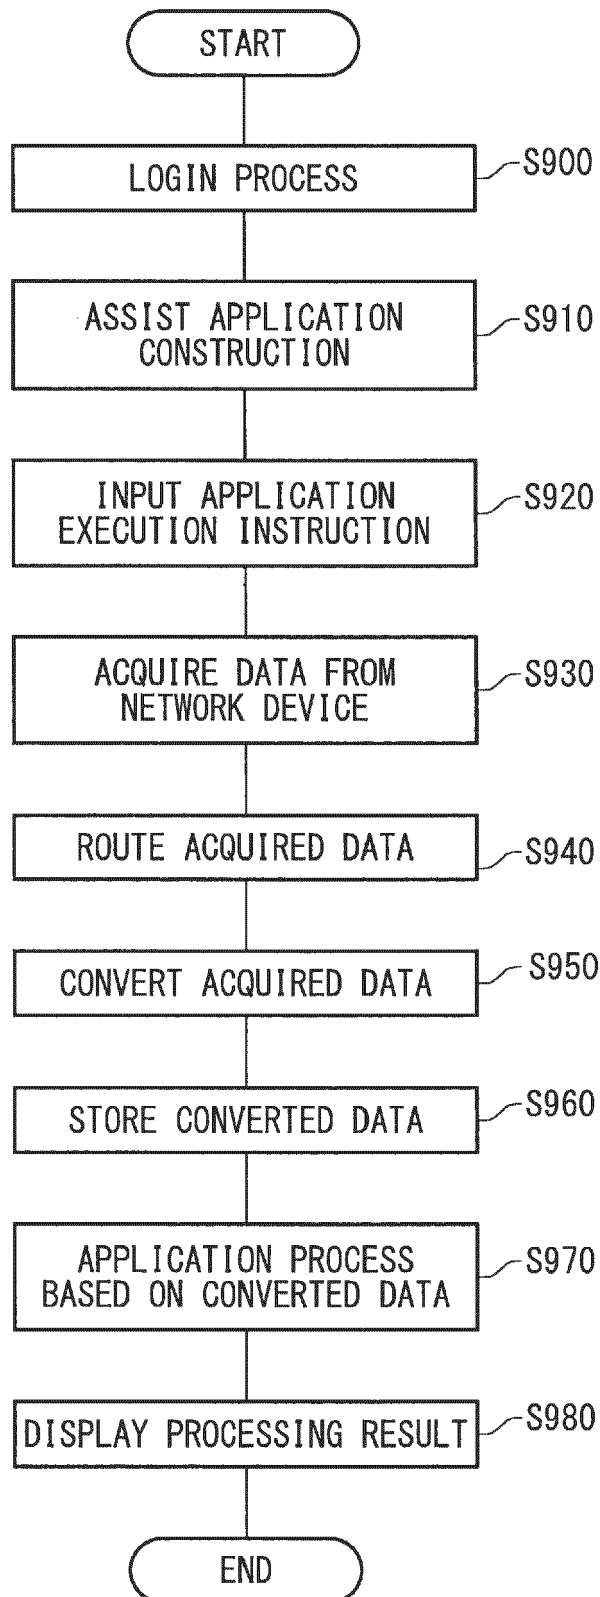 START
LOGIN PROCESS
S900
ASSIST APPLICATION
CONSTRUCTION
S910
INPUT APPLICATION
EXECUTION INSTRUCTION
S920
ACQUIRE DATA FROM
NETWORK DEVICE
S930
ROUTE ACQUIRED DATA
S940
CONVERT ACQUIRED DATA
S950
STORE CONVERTED DATA
S960
APPLICATION PROCESS
BASED ON CONVERTED DATA
S970
DISPLAY PROCESSING RESULT
S980
END